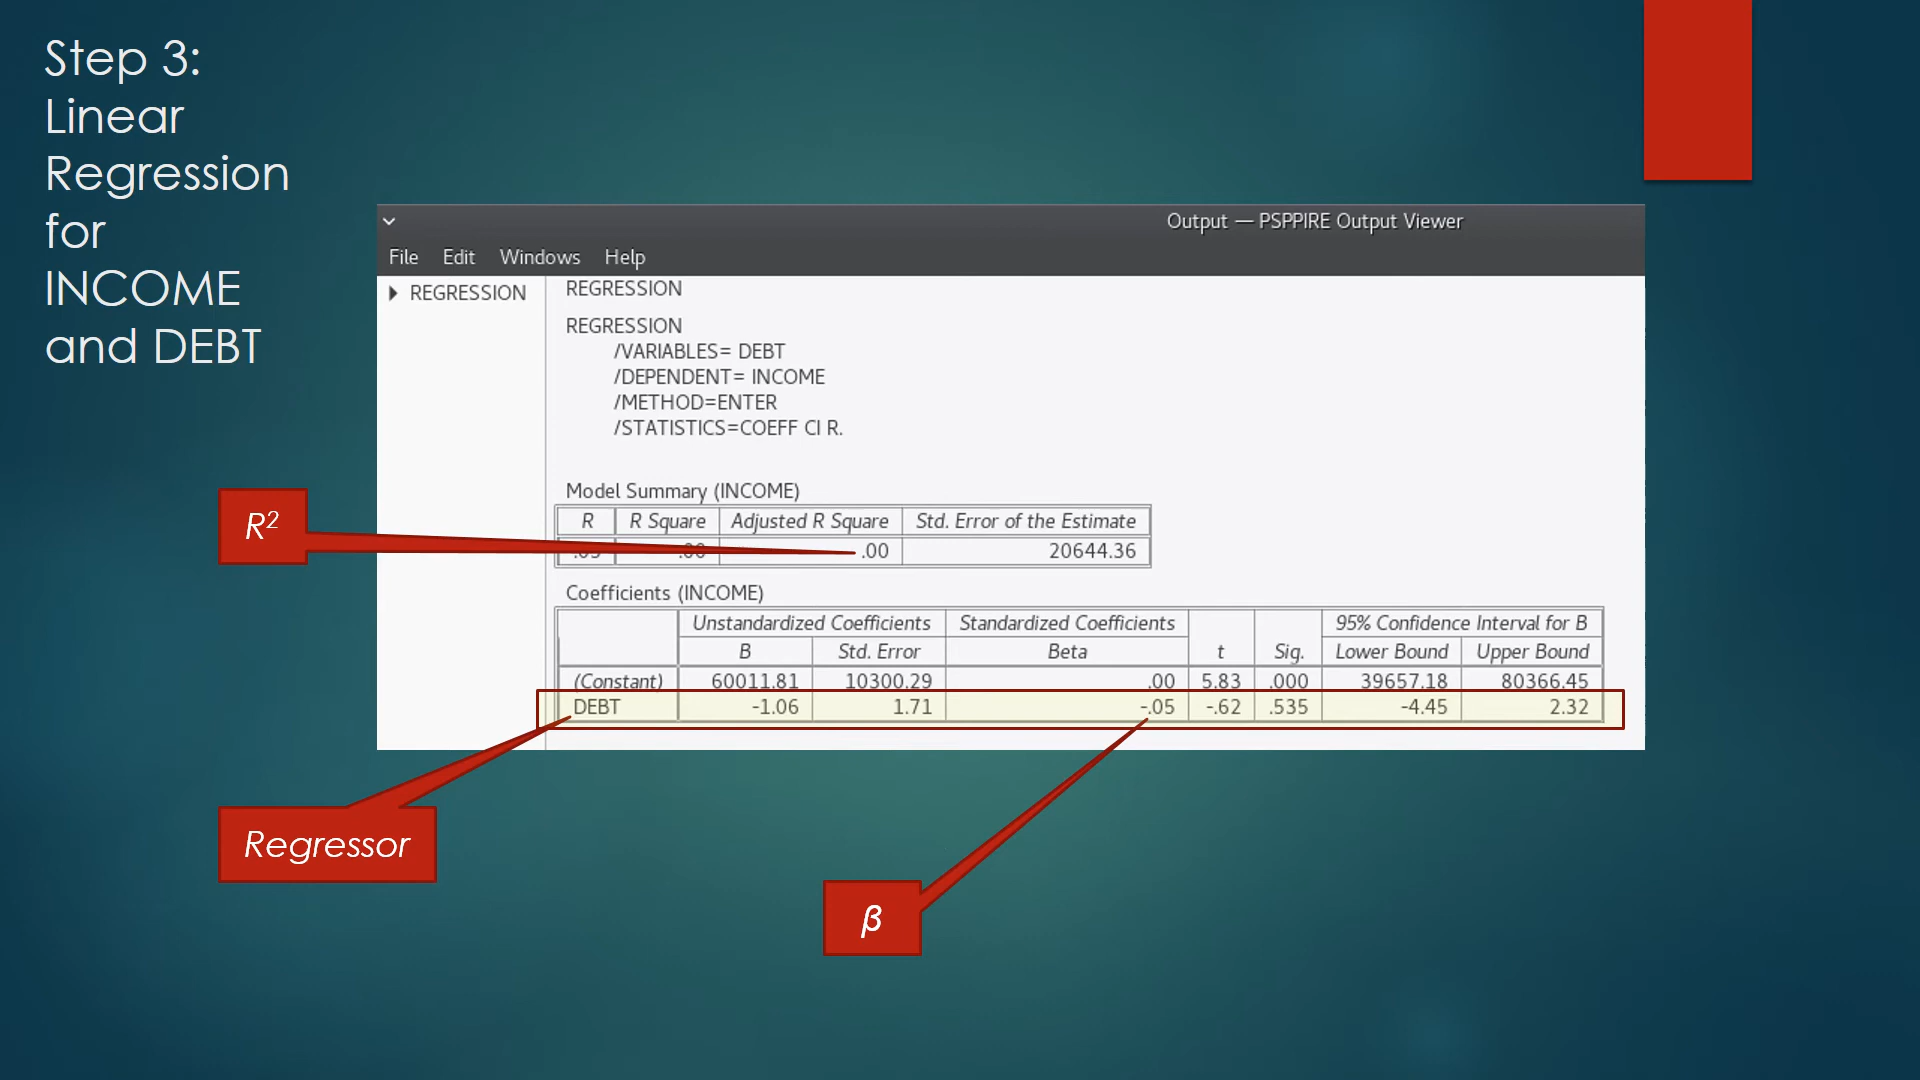 Step 3:
Linear
Regression
for
INCOME
and DEBT
Output — PSPPIRE Output Viewer
File Edit Windows Help
REGRESSION
REGRESSION
REGRESSION
/VARIABLES= DEBT
/DEPENDENT= INCOME
/METHOD=ENTER
/STATISTICS=COEFF CI R.
R²
Model Summary (INCOME)
R R Square Adjusted R Square Std. Error of the Estimate
.05 .00 .00 20644.36
Coefficients (INCOME)
Unstandardized Coefficients Standardized Coefficients 95% Confidence Interval for B
B Std. Error Beta t Sig. Lower Bound Upper Bound
(Constant) 60011.81 10300.29 .00 5.83 .000 39657.18 80366.45
DEBT -1.06 1.71 -.05 -.62 .535 -4.45 2.32
Regressor
β